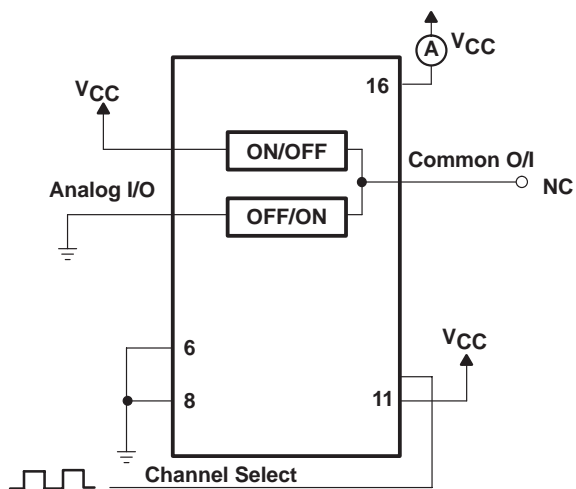 A
VCC
16
VCC
ON/OFF
Common O/I
Analog I/O
NC
OFF/ON
6
VCC
8
11
Channel Select